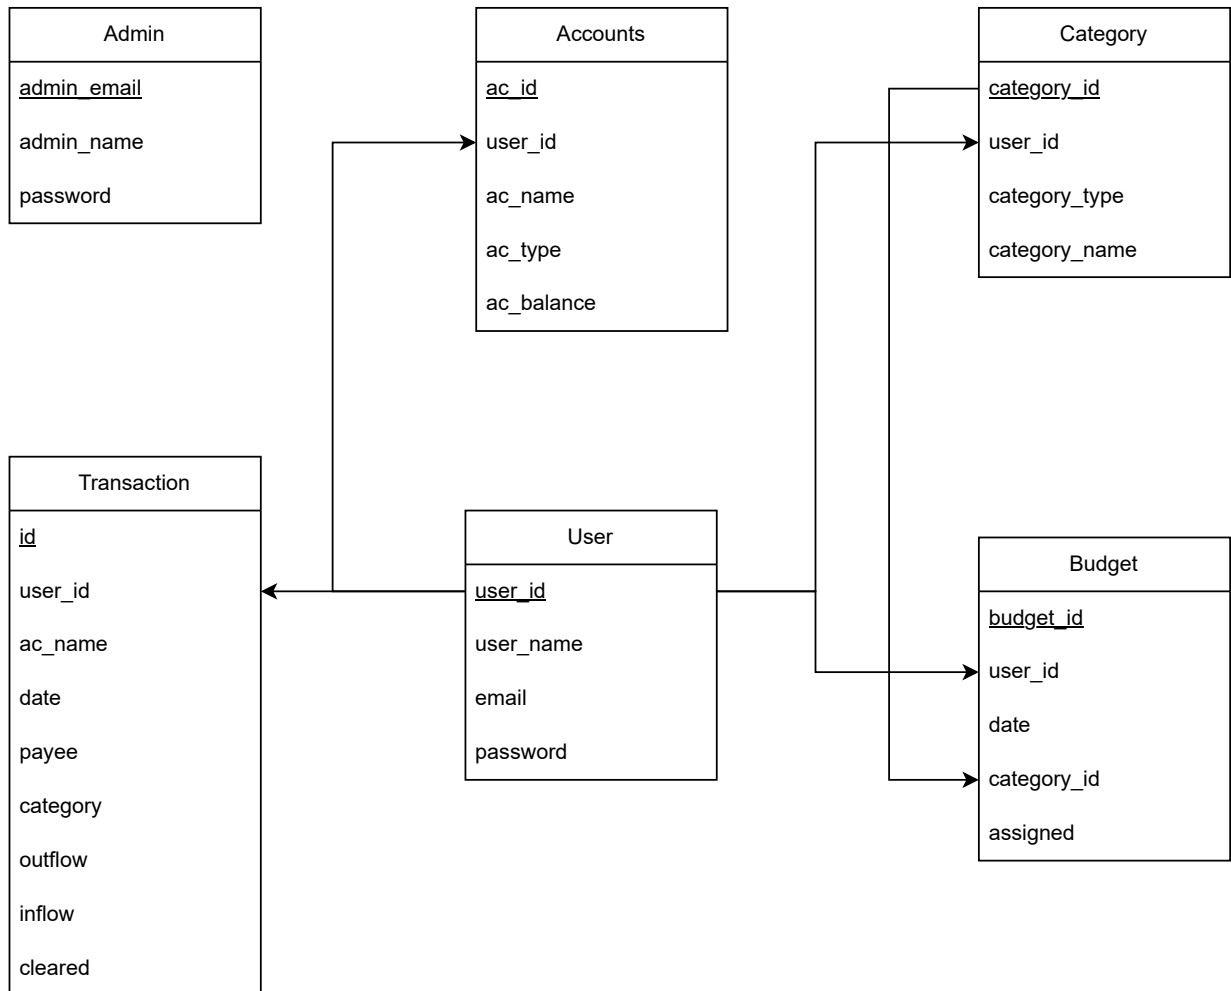 Admin
admin_email
admin_name
password
Accounts
ac_id
user_id
ac_name
ac_type
ac_balance
Category
category_id
user_id
category_type
category_name
Transaction
id
user_id
ac_name
date
payee
category
outflow
inflow
cleared
User
user_id
user_name
email
password
Budget
budget_id
user_id
date
category_id
assigned